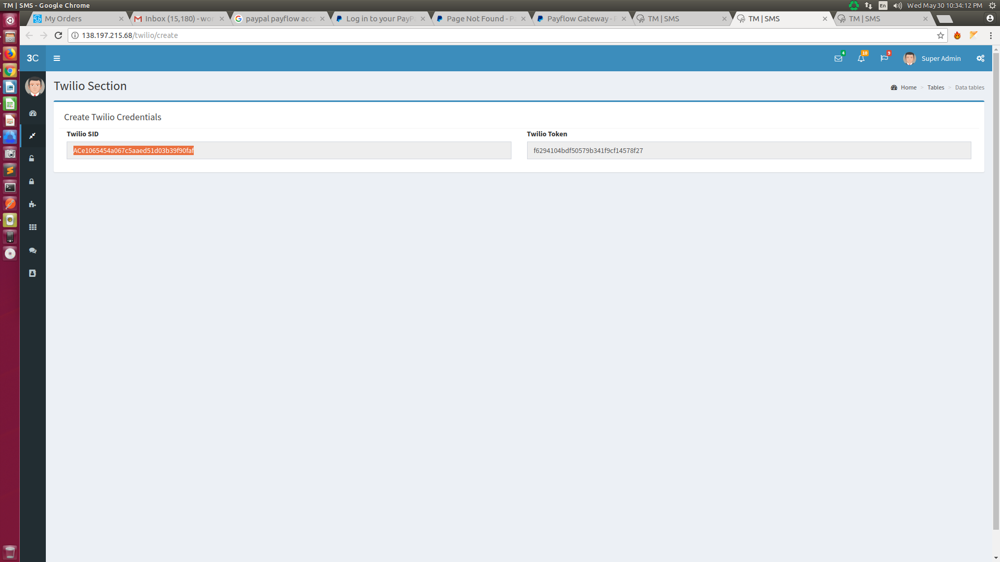 TM | SMS - Google Chrome
En
Wed May 30 10:34:12 PM
My Orders
Inbox (15,180) - wor
paypal payflow acc
Log in to your PayP
Page Not Found - Pa
Payflow Gateway - P
TM | SMS
TM | SMS
TM | SMS
138.197.215.68/twilio/create
3C
4
10
9
Super Admin
Twilio Section
Home > Tables > Data tables
Create Twilio Credentials
Twilio SID
Twilio Token
ACe1065454a067c5aaed51d03b39f90faf
f6294104bdf50579b341f9cf14578f27